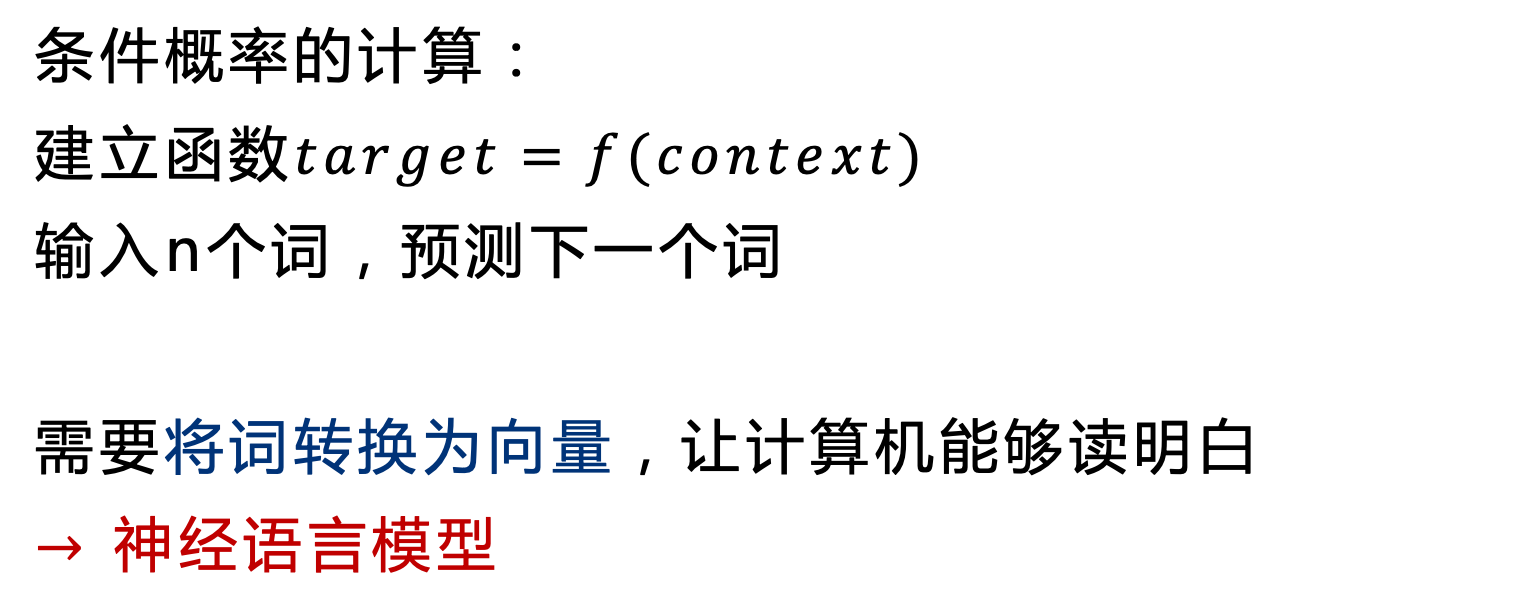 条件概率的计算：
建立函数target = f(context)
输入n个词，预测下一个词
需要将词转换为向量，让计算机能够读明白
→ 神经语言模型